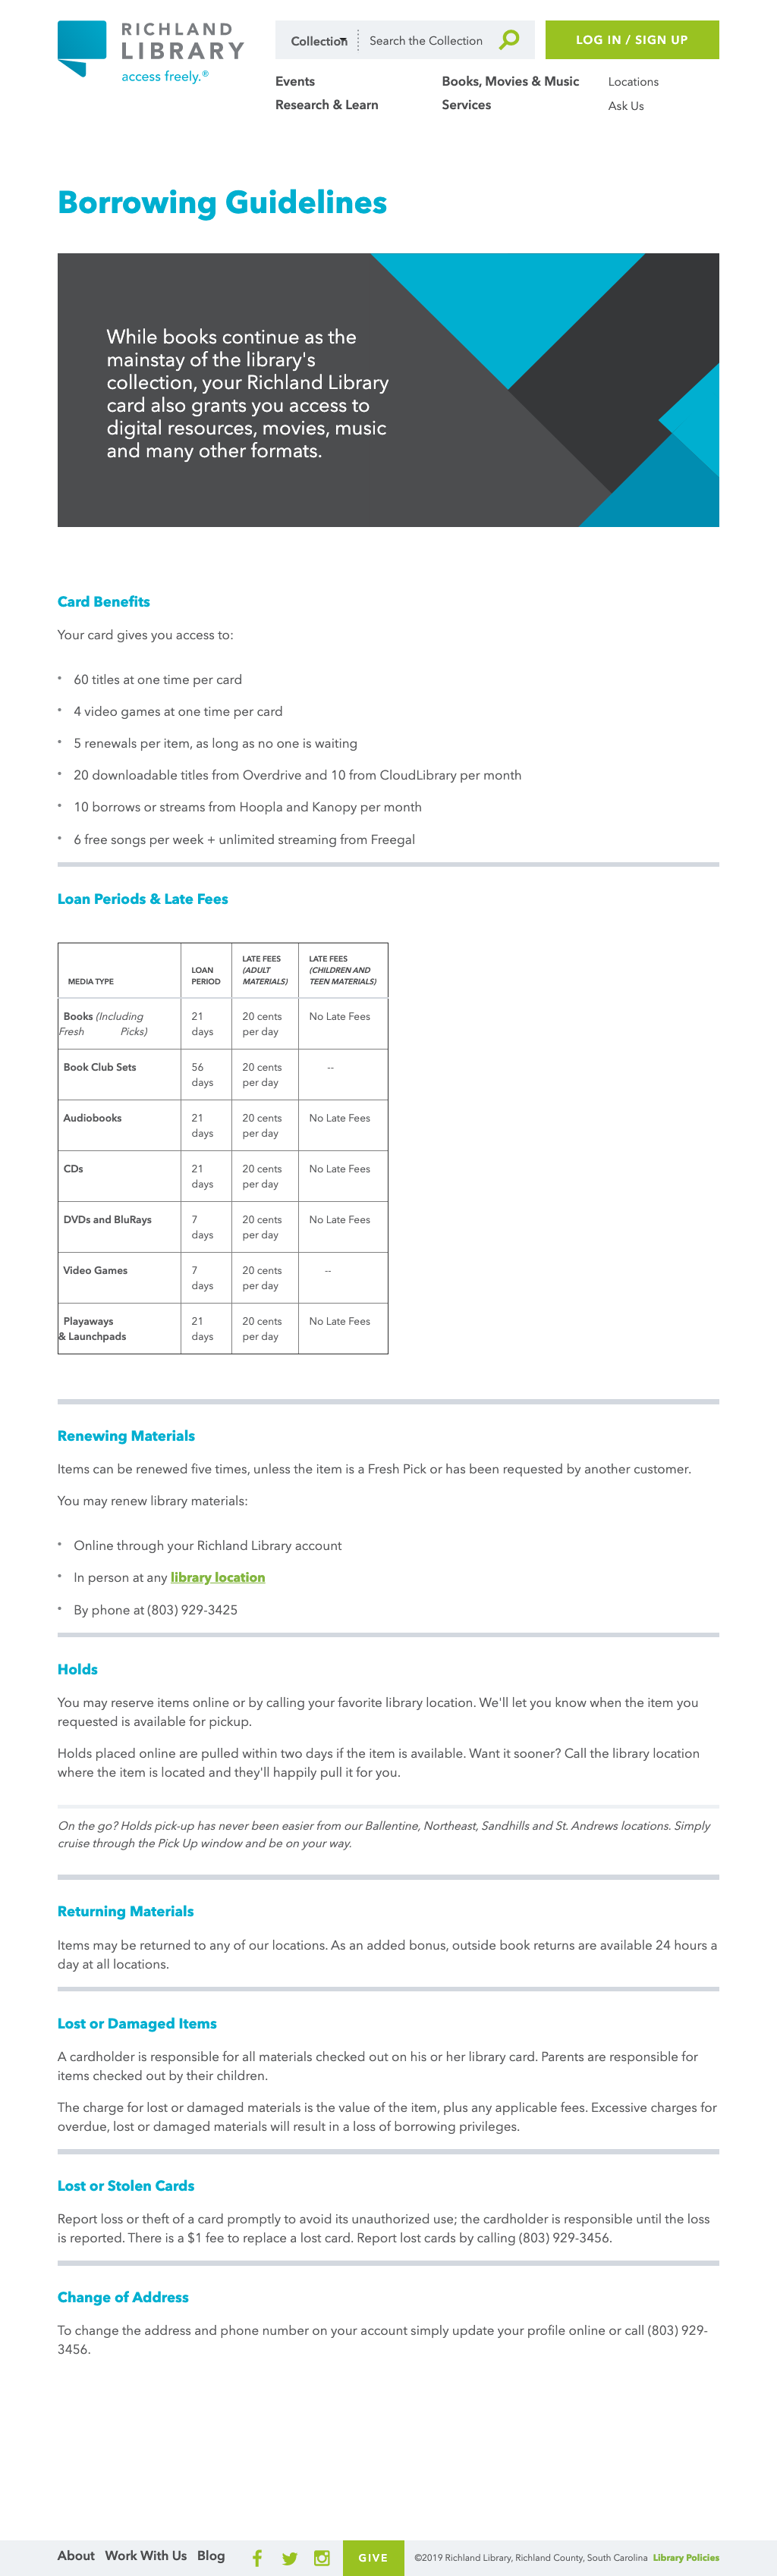 RICHLAND
LIBRARY
access freely.®
Collection
Search the Collection
LOG IN / SIGN UP
Events
Books, Movies & Music
Locations
Research & Learn
Services
Ask Us
Borrowing Guidelines
While books continue as the
mainstay of the library's
collection, your Richland Library
card also grants you access to
digital resources, movies, music
and many other formats.
Card Benefits
Your card gives you access to:
• 60 titles at one time per card
• 4 video games at one time per card
• 5 renewals per item, as long as no one is waiting
• 20 downloadable titles from Overdrive and 10 from CloudLibrary per month
• 10 borrows or streams from Hoopla and Kanopy per month
• 6 free songs per week + unlimited streaming from Freegal
Loan Periods & Late Fees
MEDIA TYPE
LOAN
PERIOD
LATE FEES
(ADULT
MATERIALS)
LATE FEES
(CHILDREN AND
TEEN MATERIALS)
Books (Including
Fresh Picks)
21
days
20 cents
per day
No Late Fees
Book Club Sets
56
days
20 cents
per day
--
Audiobooks
21
days
20 cents
per day
No Late Fees
CDs
21
days
20 cents
per day
No Late Fees
DVDs and BluRays
7
days
20 cents
per day
No Late Fees
Video Games
7
days
20 cents
per day
--
Playaways
& Launchpads
21
days
20 cents
per day
No Late Fees
Renewing Materials
Items can be renewed five times, unless the item is a Fresh Pick or has been requested by another customer.
You may renew library materials:
• Online through your Richland Library account
• In person at any library location
• By phone at (803) 929-3425
Holds
You may reserve items online or by calling your favorite library location. We'll let you know when the item you
requested is available for pickup.
Holds placed online are pulled within two days if the item is available. Want it sooner? Call the library location
where the item is located and they'll happily pull it for you.
On the go? Holds pick-up has never been easier from our Ballentine, Northeast, Sandhills and St. Andrews locations. Simply
cruise through the Pick Up window and be on your way.
Returning Materials
Items may be returned to any of our locations. As an added bonus, outside book returns are available 24 hours a
day at all locations.
Lost or Damaged Items
A cardholder is responsible for all materials checked out on his or her library card. Parents are responsible for
items checked out by their children.
The charge for lost or damaged materials is the value of the item, plus any applicable fees. Excessive charges for
overdue, lost or damaged materials will result in a loss of borrowing privileges.
Lost or Stolen Cards
Report loss or theft of a card promptly to avoid its unauthorized use; the cardholder is responsible until the loss
is reported. There is a $1 fee to replace a lost card. Report lost cards by calling (803) 929-3456.
Change of Address
To change the address and phone number on your account simply update your profile online or call (803) 929-
3456.
About Work With Us Blog
GIVE
©2019 Richland Library, Richland County, South Carolina Library Policies